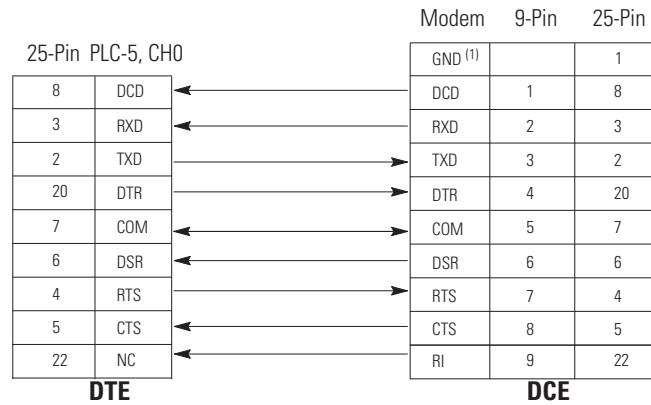 Modem 9-Pin 25-Pin
25-Pin PLC-5, CH0
GND (1) 1
8 DCD DCD 1 8
3 RXD RXD 2 3
2 TXD TXD 3 2
20 DTR DTR 4 20
7 COM COM 5 7
6 DSR DSR 6 6
4 RTS RTS 7 4
5 CTS CTS 8 5
22 NC RI 9 22
DTE DCE